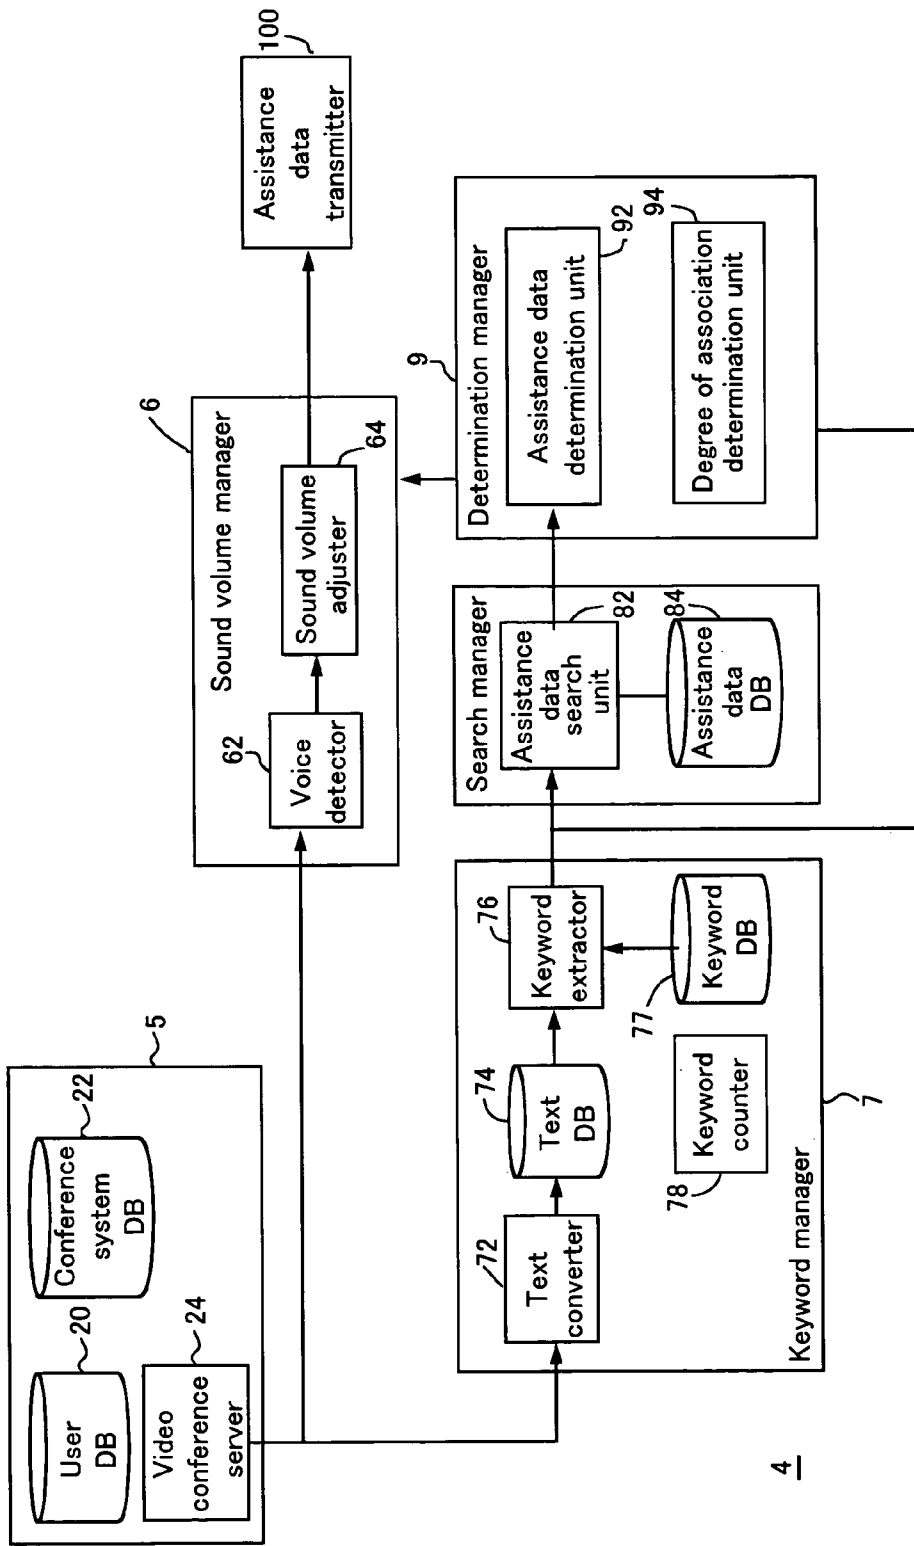 5
User
DB
20
Conference
system
DB
22
Video
conference
server
24
6
Sound volume manager
62
Voice
detector
Sound volume
adjuster
64
Assistance
data
transmitter
100
72
Text
converter
74
Text
DB
76
Keyword
extractor
78
Keyword
counter
77
Keyword
DB
Keyword manager
7
Search manager
Assistance
data
search
unit
82
Assistance
data DB
84
9
Determination manager
Assistance data
determination unit
92
Degree of association
determination unit
94
4